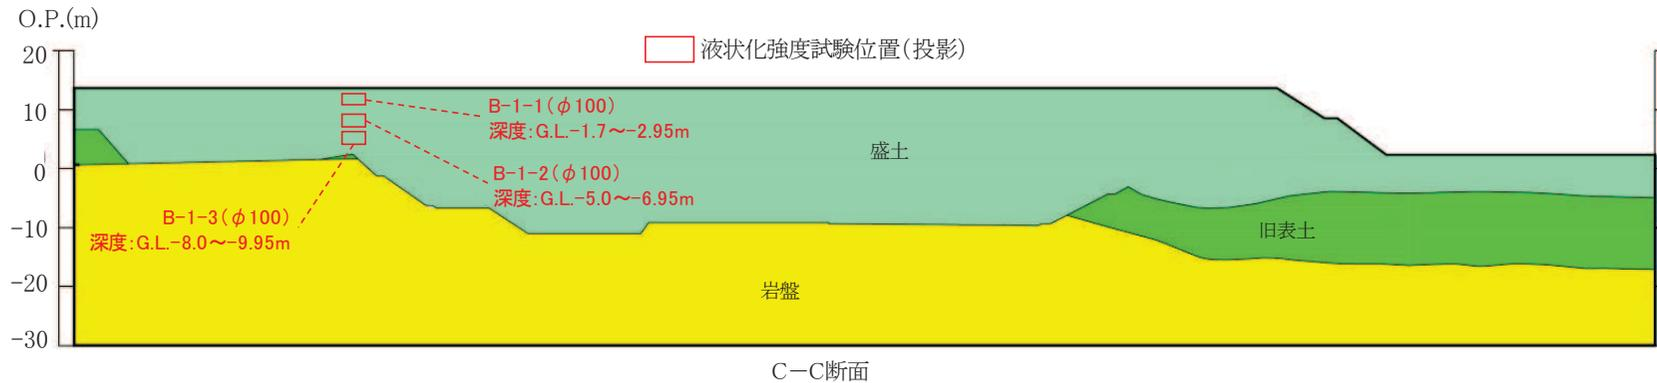 O.P.(m)
20
10
0
-10
-20
-30
液状化強度試験位置(投影)
B-1-1(φ100)
深度:G.L.-1.7～-2.95m
B-1-2(φ100)
深度:G.L.-5.0～-6.95m
B-1-3(φ100)
深度:G.L.-8.0～-9.95m
盛土
旧表土
岩盤
C－C断面